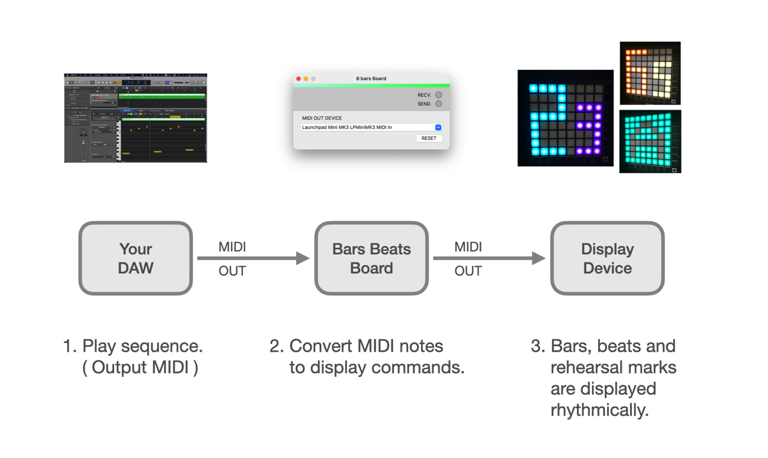 8 bars Board
RECV.
SEND
MIDI OUT DEVICE
Launchpad Mini MK3 LPMiniMK3 MIDI In
RESET
Your
DAW
MIDI
OUT
Bars Beats
Board
MIDI
OUT
Display
Device
1. Play sequence.
( Output MIDI )
2. Convert MIDI notes
to display commands.
3. Bars, beats and
rehearsal marks
are displayed
rhythmically.